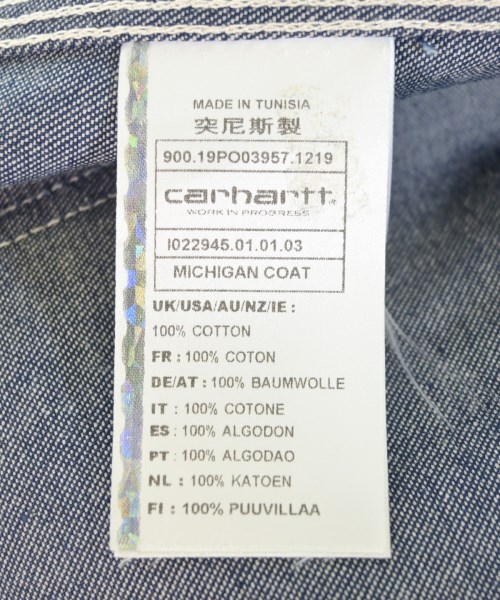 MADE IN TUNISIA
突尼斯製
900.19PO03957.1219
carhartt
WORK IN PROGRESS
I022945.01.01.03
MICHIGAN COAT
UK/USA/AU/NZ/IE :
100% COTTON
FR : 100% COTON
DE/AT : 100% BAUMWOLLE
IT : 100% COTONE
ES : 100% ALGODON
PT : 100% ALGODAO
NL : 100% KATOEN
FI : 100% PUUVILLAA